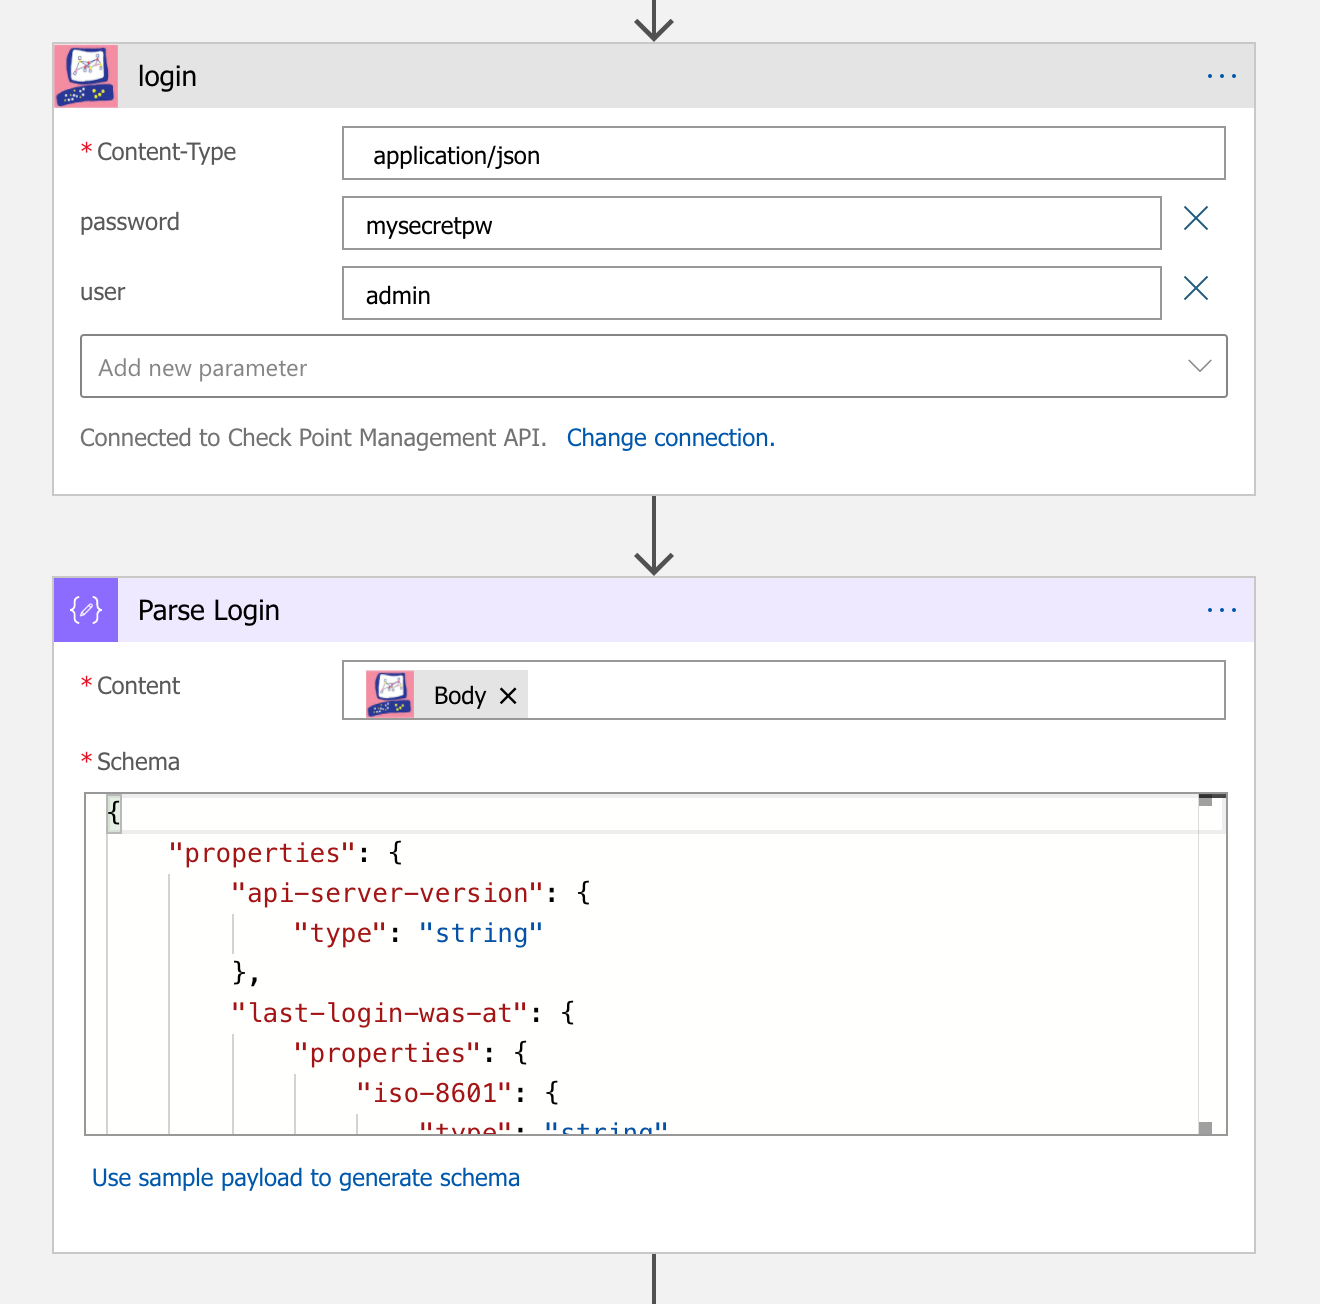 login
* Content-Type
application/json
password
mysecretpw
user
admin
Add new parameter
Connected to Check Point Management API. Change connection.
Parse Login
* Content
Body
* Schema
{
"properties": {
"api-server-version": {
"type": "string"
},
"last-login-was-at": {
"properties": {
"iso-8601": {
"type": "string"
Use sample payload to generate schema